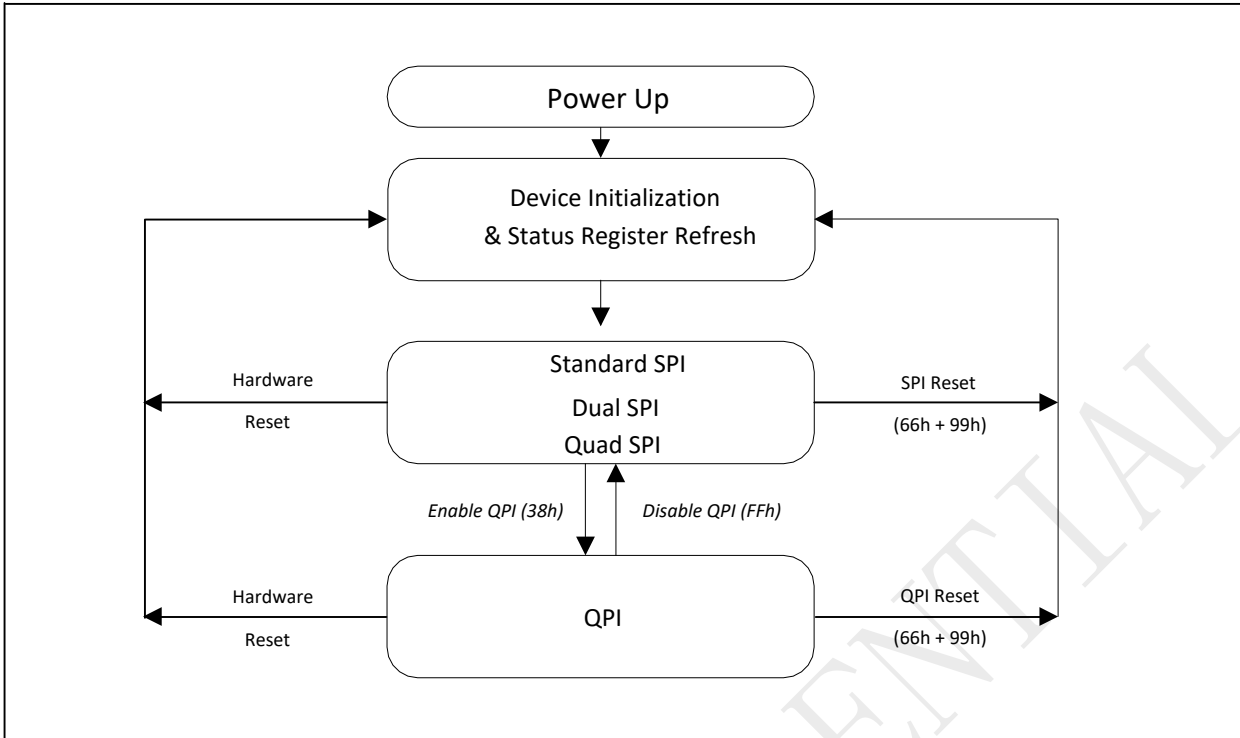 Power Up
Device Initialization
& Status Register Refresh
Standard SPI
Dual SPI
Quad SPI
Hardware
Reset
SPI Reset
(66h + 99h)
Enable QPI (38h)
Disable QPI (FFh)
QPI
Hardware
Reset
QPI Reset
(66h + 99h)
ENTIAL